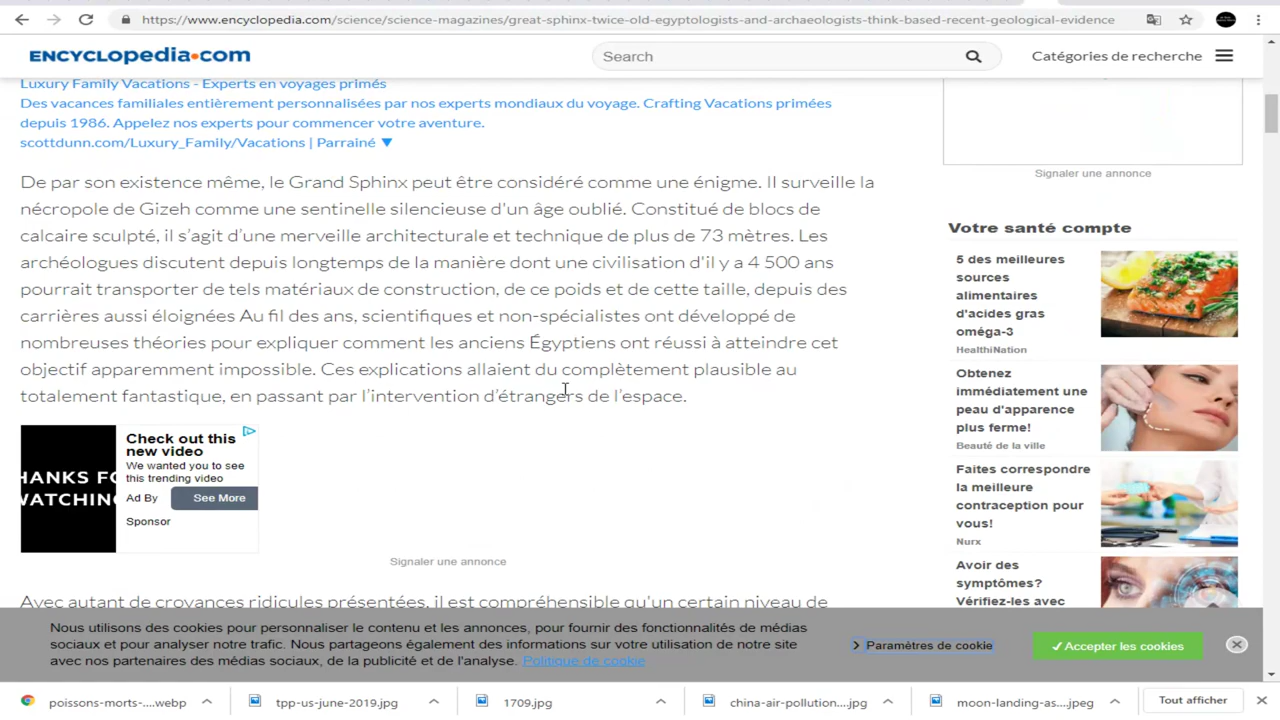 https://www.encyclopedia.com/science/science-magazines/great-sphinx-twice-old-egyptologists-and-archaeologists-think-based-recent-geological-evidence
ENCYCLOpeDIA•com
Search
Catégories de recherche
Luxury Family Vacations - Experts en voyages primés
Des vacances familiales entièrement personnalisées par nos experts mondiaux du voyage. Crafting Vacations primées
depuis 1986. Appelez nos experts pour commencer votre aventure.
scottdunn.com/Luxury_Family/Vacations | Parrainé ▼
De par son existence même, le Grand Sphinx peut être considéré comme une énigme. Il surveille la
nécropole de Gizeh comme une sentinelle silencieuse d'un âge oublié. Constitué de blocs de
calcaire sculpté, il s'agit d'une merveille architecturale et technique de plus de 73 mètres. Les
archéologues discutent depuis longtemps de la manière dont une civilisation d'il y a 4 500 ans
pourrait transporter de tels matériaux de construction, de ce poids et de cette taille, depuis des
carrières aussi éloignées Au fil des ans, scientifiques et non-spécialistes ont développé de
nombreuses théories pour expliquer comment les anciens Égyptiens ont réussi à atteindre cet
objectif apparemment impossible. Ces explications allaient du complètement plausible au
totalement fantastique, en passant par l'intervention d'étrangers de l'espace.
HANKS FO
WATCHING
Check out this
new video
We wanted you to see
this trending video
Ad By
See More
Sponsor
Signaler une annonce
Avec autant de croyances ridicules présentées, il est compréhensible qu'un certain niveau de
Signaler une annonce
Votre santé compte
5 des meilleures
sources
alimentaires
d'acides gras
oméga-3
HealthiNation
Obtenez
immédiatement une
peau d'apparence
plus ferme!
Beauté de la ville
Faites correspondre
la meilleure
contraception pour
vous!
Nurx
Avoir des
symptômes?
Vérifiez-les avec
Nous utilisons des cookies pour personnaliser le contenu et les annonces, pour fournir des fonctionnalités de médias
sociaux et pour analyser notre trafic. Nous partageons également des informations sur votre utilisation de notre site
avec nos partenaires des médias sociaux, de la publicité et de l'analyse. Politique de cookie
> Paramètres de cookie
✓ Accepter les cookies
poissons-morts-....webp
tpp-us-june-2019.jpg
1709.jpg
china-air-pollution....jpg
moon-landing-as....jpeg
Tout afficher